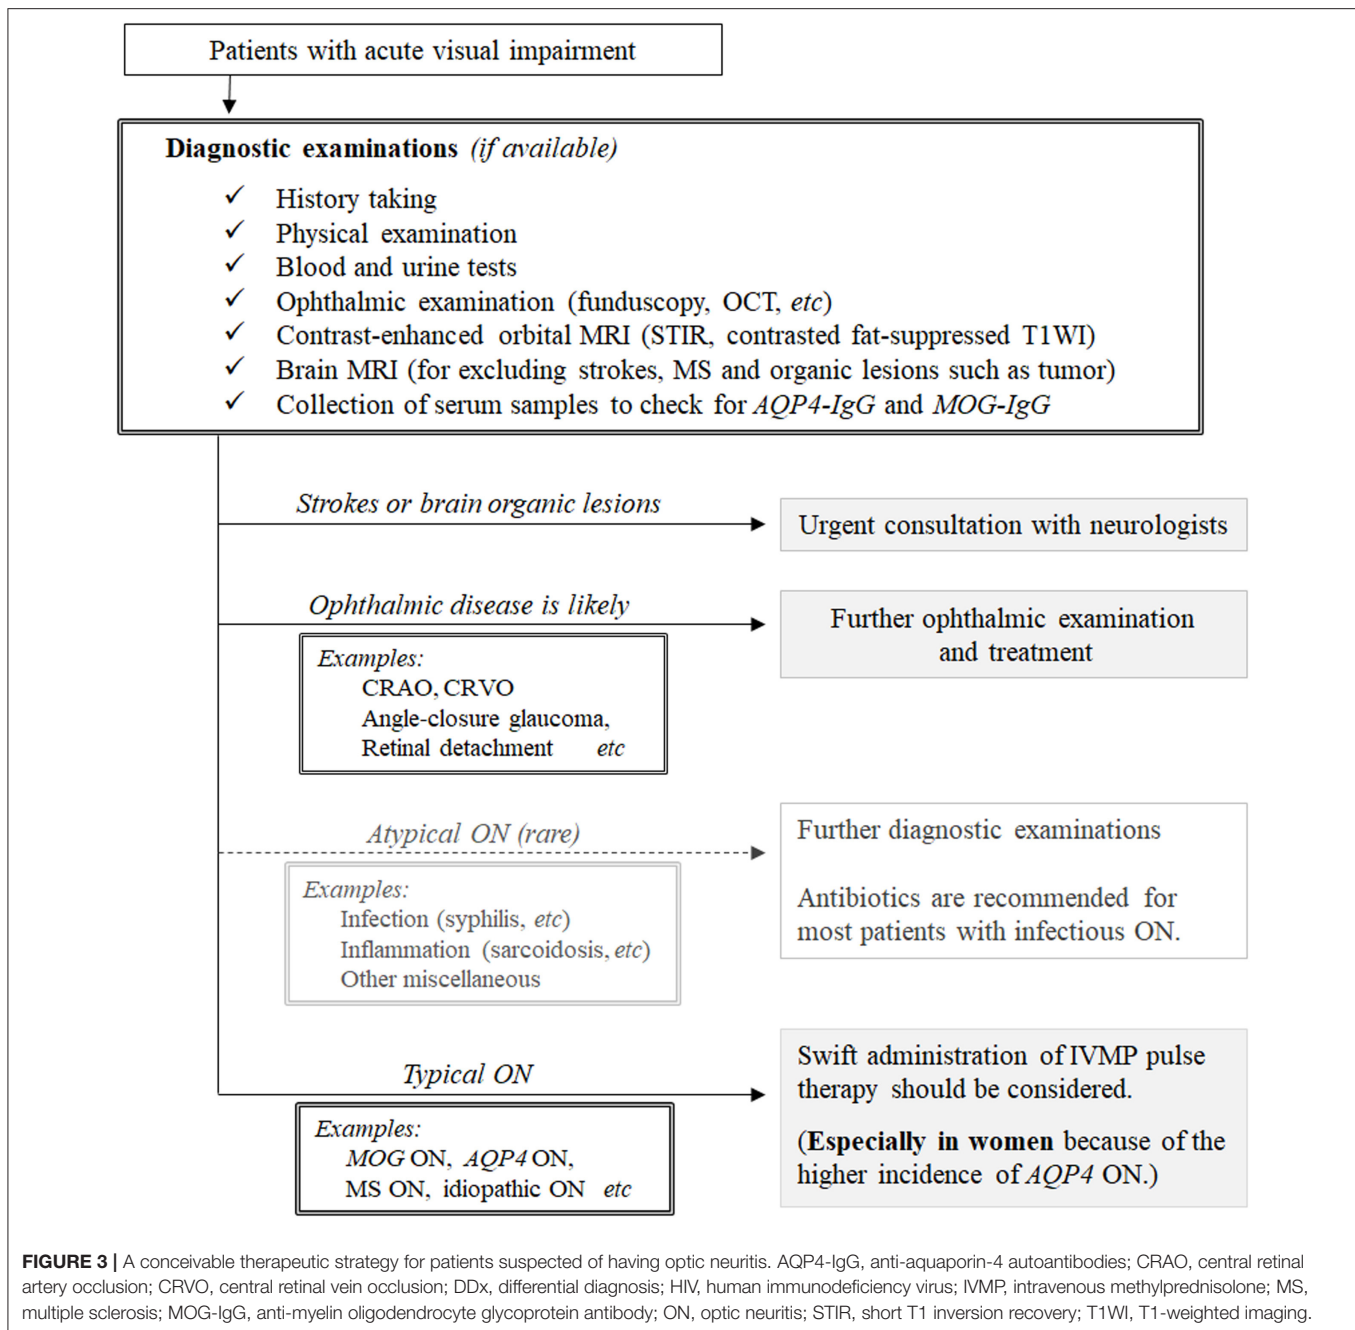 Patients with acute visual impairment
Diagnostic examinations (if available)
✓ History taking
✓ Physical examination
✓ Blood and urine tests
✓ Ophthalmic examination (funduscopy, OCT, etc)
✓ Contrast-enhanced orbital MRI (STIR, contrasted fat-suppressed T1WI)
✓ Brain MRI (for excluding strokes, MS and organic lesions such as tumor)
✓ Collection of serum samples to check for AQP4-IgG and MOG-IgG
Strokes or brain organic lesions
Urgent consultation with neurologists
Ophthalmic disease is likely
Further ophthalmic examination
and treatment
Examples:
CRAO, CRVO
Angle-closure glaucoma,
Retinal detachment etc
Atypical ON (rare)
Further diagnostic examinations
Antibiotics are recommended for
most patients with infectious ON.
Examples:
Infection (syphilis, etc)
Inflammation (sarcoidosis, etc)
Other miscellaneous
Typical ON
Swift administration of IVMP pulse
therapy should be considered.
(Especially in women because of the
higher incidence of AQP4 ON.)
Examples:
MOG ON, AQP4 ON,
MS ON, idiopathic ON etc
FIGURE 3 | A conceivable therapeutic strategy for patients suspected of having optic neuritis. AQP4-IgG, anti-aquaporin-4 autoantibodies; CRAO, central retinal
artery occlusion; CRVO, central retinal vein occlusion; DDx, differential diagnosis; HIV, human immunodeficiency virus; IVMP, intravenous methylprednisolone; MS,
multiple sclerosis; MOG-IgG, anti-myelin oligodendrocyte glycoprotein antibody; ON, optic neuritis; STIR, short T1 inversion recovery; T1WI, T1-weighted imaging.